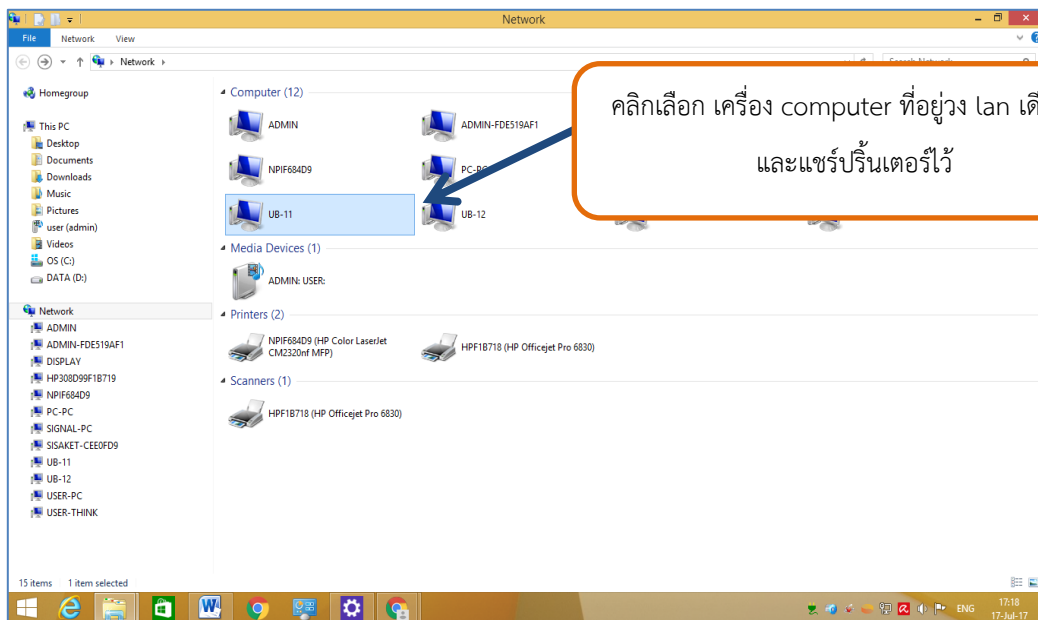 Network
File Network View
Network
Search Network
Homegroup
This PC
Desktop
Documents
Downloads
Music
Pictures
user (admin)
Videos
OS (C:)
DATA (D:)
Network
ADMIN
ADMIN-FDE519AF1
DISPLAY
HP308D99F1B719
NPIF684D9
PC-PC
SIGNAL-PC
SISAKET-CEE0FD9
UB-11
UB-12
USER-PC
USER-THINK
Computer (12)
ADMIN
ADMIN-FDE519AF1
NPIF684D9
PC-PC
UB-11
UB-12
Media Devices (1)
ADMIN: USER:
Printers (2)
NPIF684D9 (HP Color LaserJet
CM2320nf MFP)
HPF1B718 (HP Officejet Pro 6830)
Scanners (1)
HPF1B718 (HP Officejet Pro 6830)
คลิกเลือก เครื่อง computer ที่อยู่วง lan เดี
และแชร์ปริ้นเตอร์ไว้
15 items 1 item selected
ENG 17:18
17-Jul-17